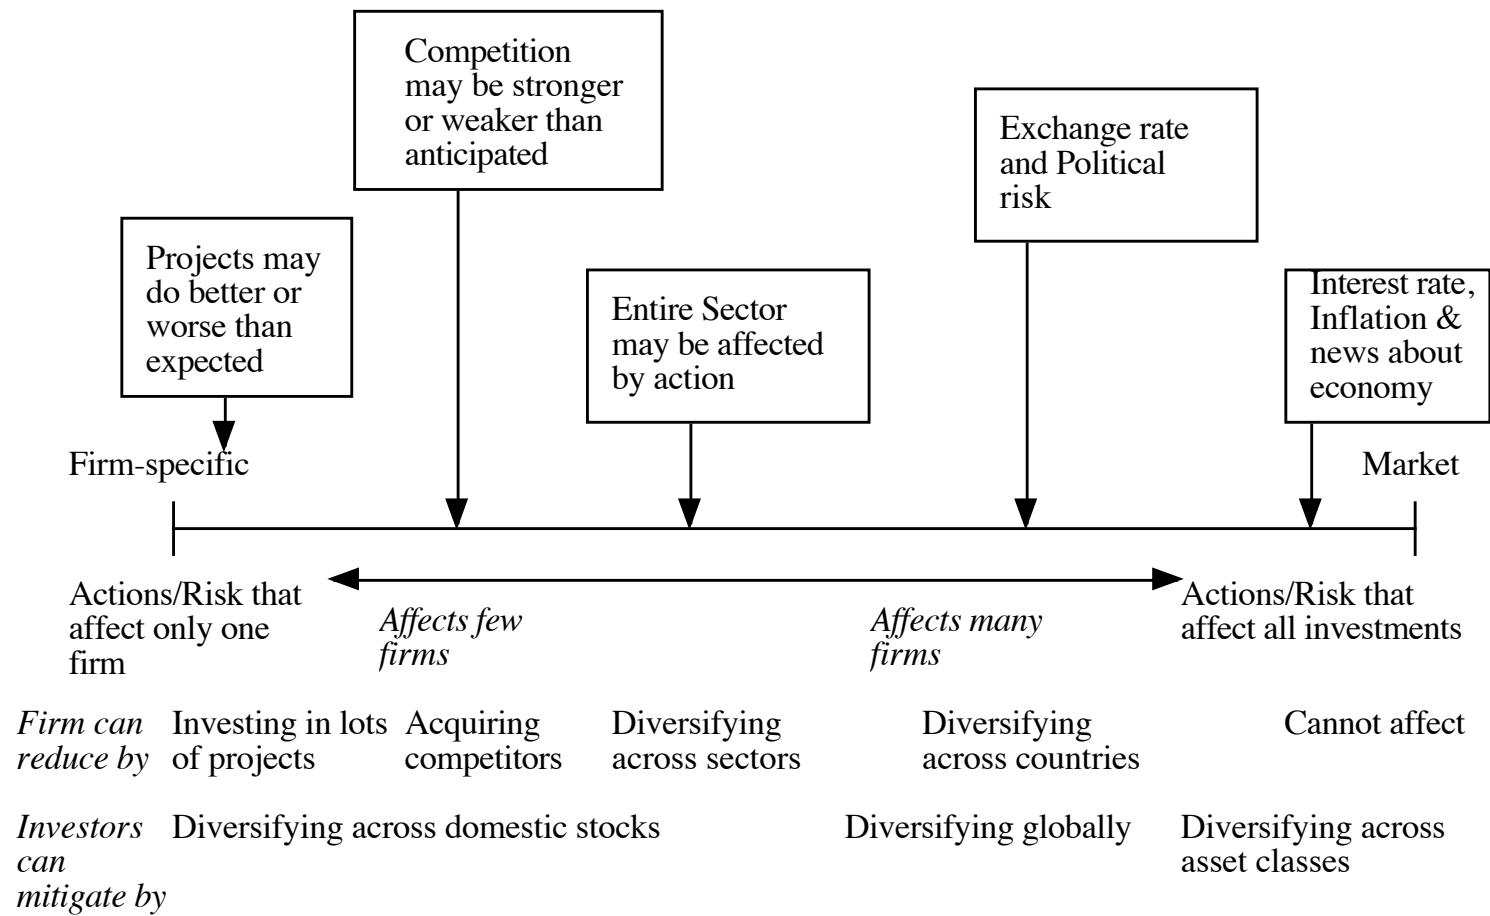 Competition
may be stronger
or weaker than
anticipated
Exchange rate
and Political
risk
Projects may
do better or
worse than
expected
Entire Sector
may be affected
by action
Interest rate,
Inflation &
news about
economy
Firm-specific
Market
Actions/Risk that
affect only one
firm
Affects few
firms
Affects many
firms
Actions/Risk that
affect all investments
Firm can
reduce by
Investing in lots
of projects
Acquiring
competitors
Diversifying
across sectors
Diversifying
across countries
Cannot affect
Investors
can
mitigate by
Diversifying across domestic stocks
Diversifying globally
Diversifying across
asset classes